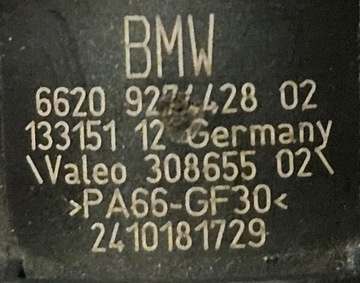 BMW
6620 9274428 02
133151 12 Germany
\Valeo 308655 02\
>PA66-GF30<
2410181729